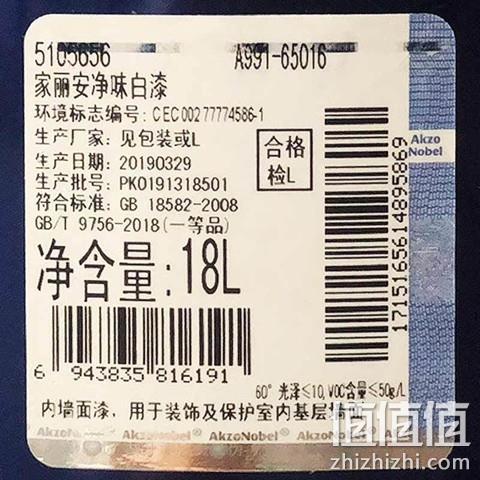 5105656 A991-65016
家丽安净味白漆
环境标志编号: CEC00277774586-1
生产厂家: 见包装或L
生产日期: 20190329
生产批号: PK0191318501
符合标准: GB 18582-2008
GB/T 9756-2018(一等品)
合格
检L
净含量: 18L
Akzo
Nobel
17151656148958​69
6 943835 816191
60° 光泽≤10, VOC含量≤50g/L
内墙面漆, 用于装饰及保护室内基层墙面
AkzoNobel AkzoNobel AkzoNobel AkzoNobel
值值值
zhizhizhi.com